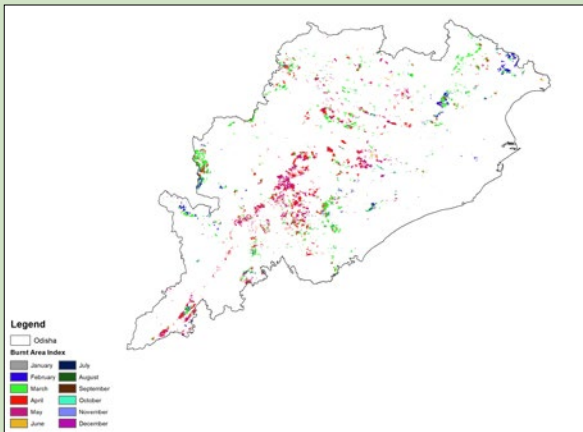 Legend
Odisha
Burnt Area Index
January
February
March
April
May
June
July
August
September
October
November
December